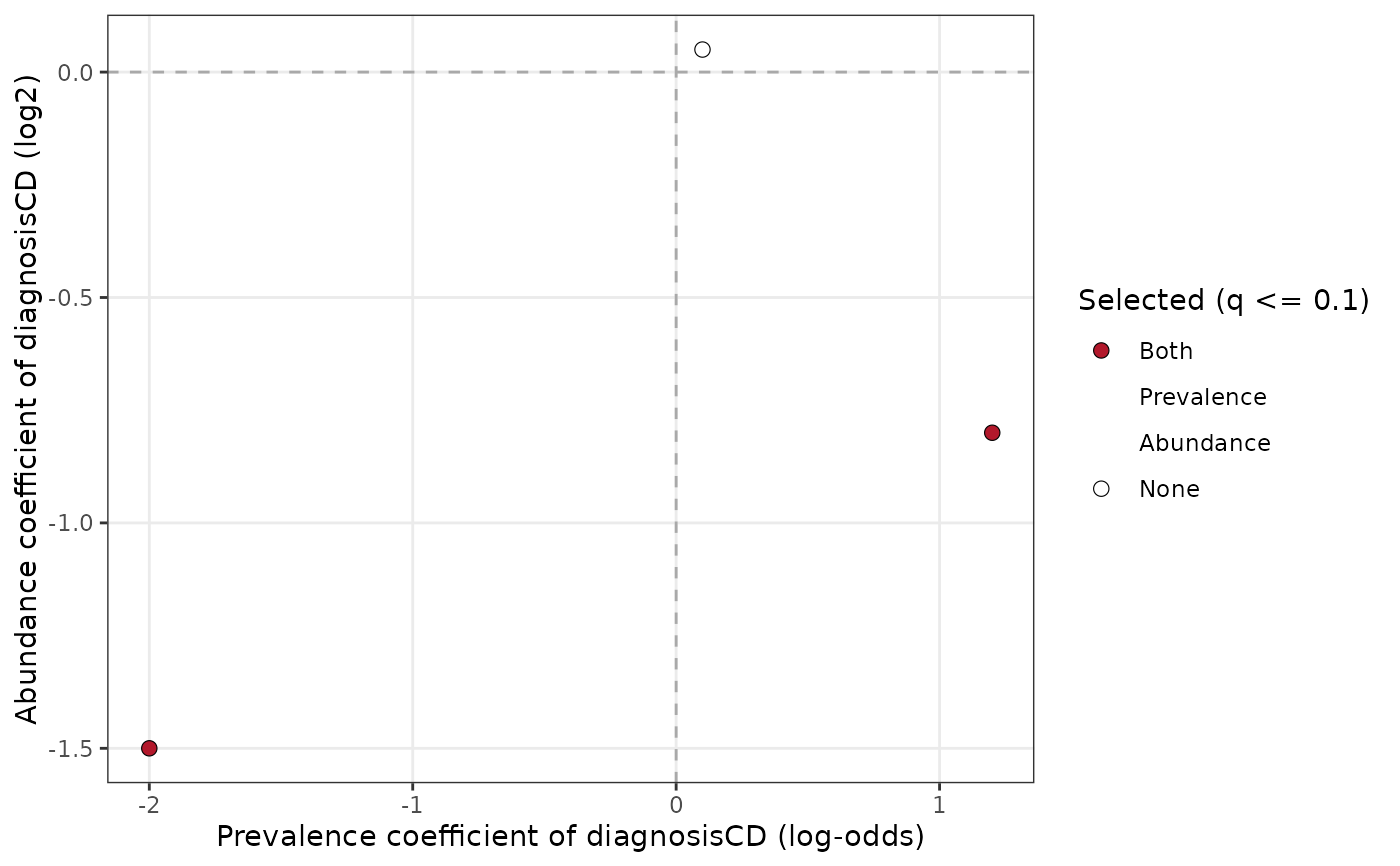 Abundance coefficient of diagnosisCD (log2)
0.0
-0.5
-1.0
-1.5
-2
-1
0
1
Prevalence coefficient of diagnosisCD (log-odds)
Selected (q <= 0.1)
Both
Prevalence
Abundance
None